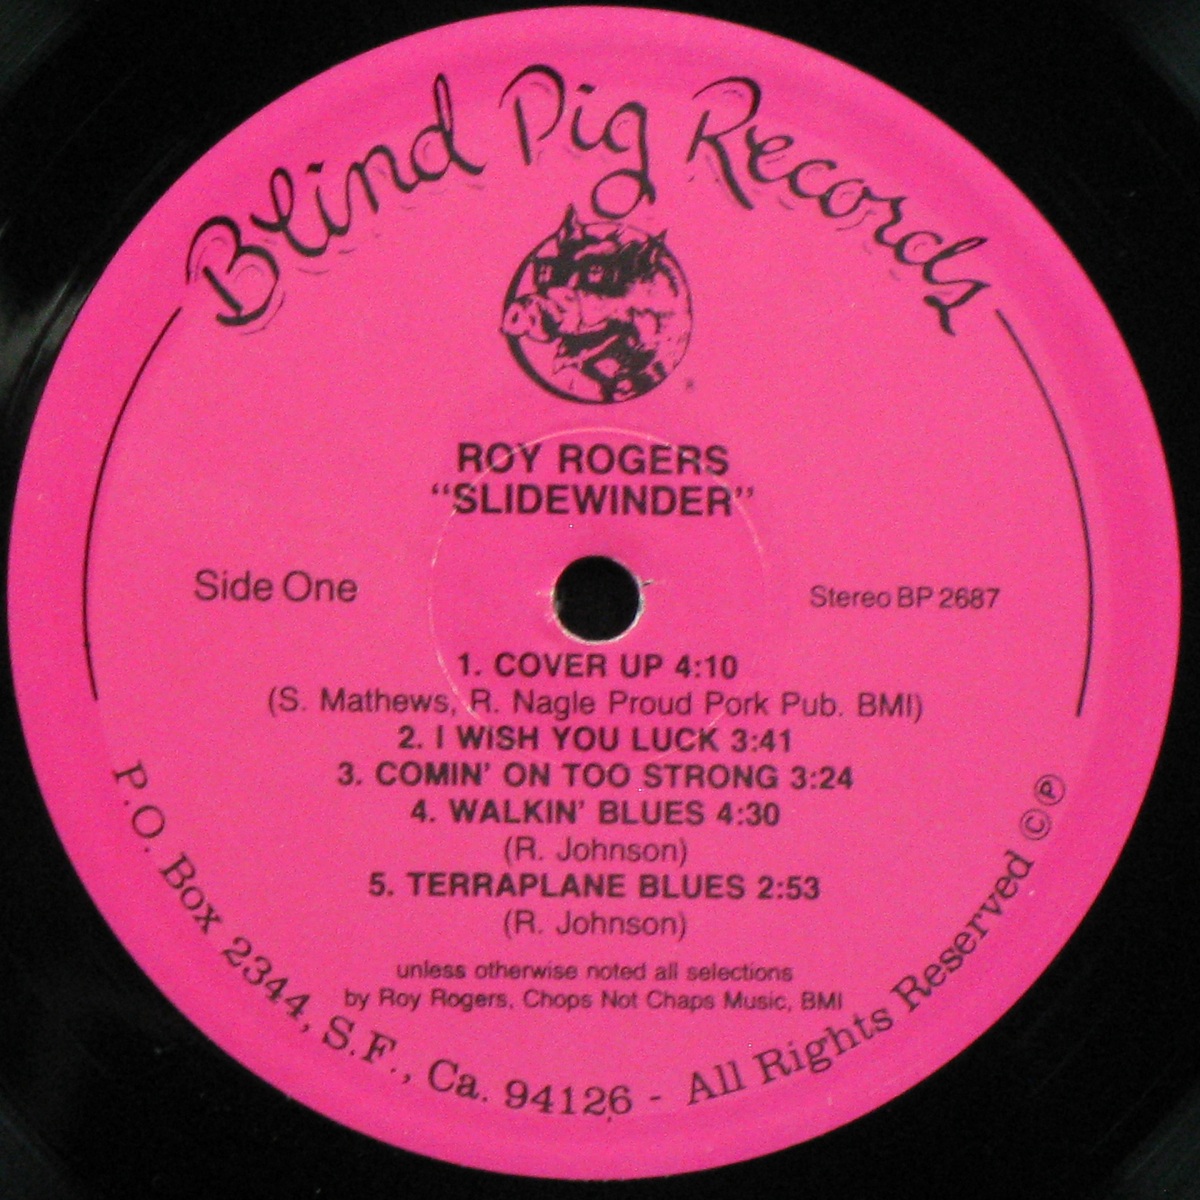 Blind Pig Records
®
ROY ROGERS
“SLIDEWINDER”
Side One
Stereo BP 2687
1. COVER UP 4:10
(S. Mathews, R. Nagle Proud Pork Pub. BMI)
2. I WISH YOU LUCK 3:41
3. COMIN’ ON TOO STRONG 3:24
4. WALKIN’ BLUES 4:30
(R. Johnson)
5. TERRAPLANE BLUES 2:53
(R. Johnson)
unless otherwise noted all selections
by Roy Rogers, Chops Not Chaps Music, BMI
P.O. Box 2344, S.F., Ca. 94126 - All Rights Reserved © ℗